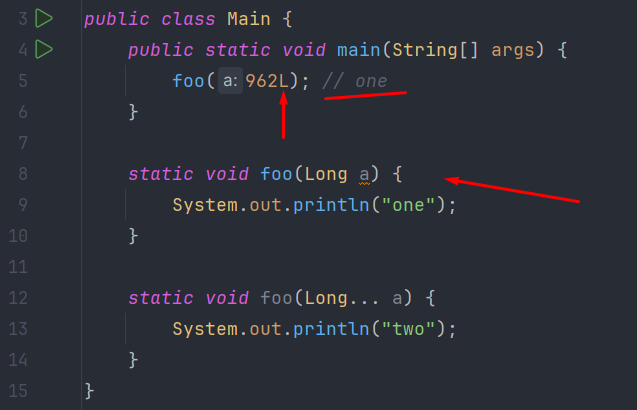 3 public class Main {
4 public static void main(String[] args) {
5 foo( a: 962L); // one
6 }
7
8 static void foo(Long a) {
9 System.out.println("one");
10 }
11
12 static void foo(Long... a) {
13 System.out.println("two");
14 }
15 }